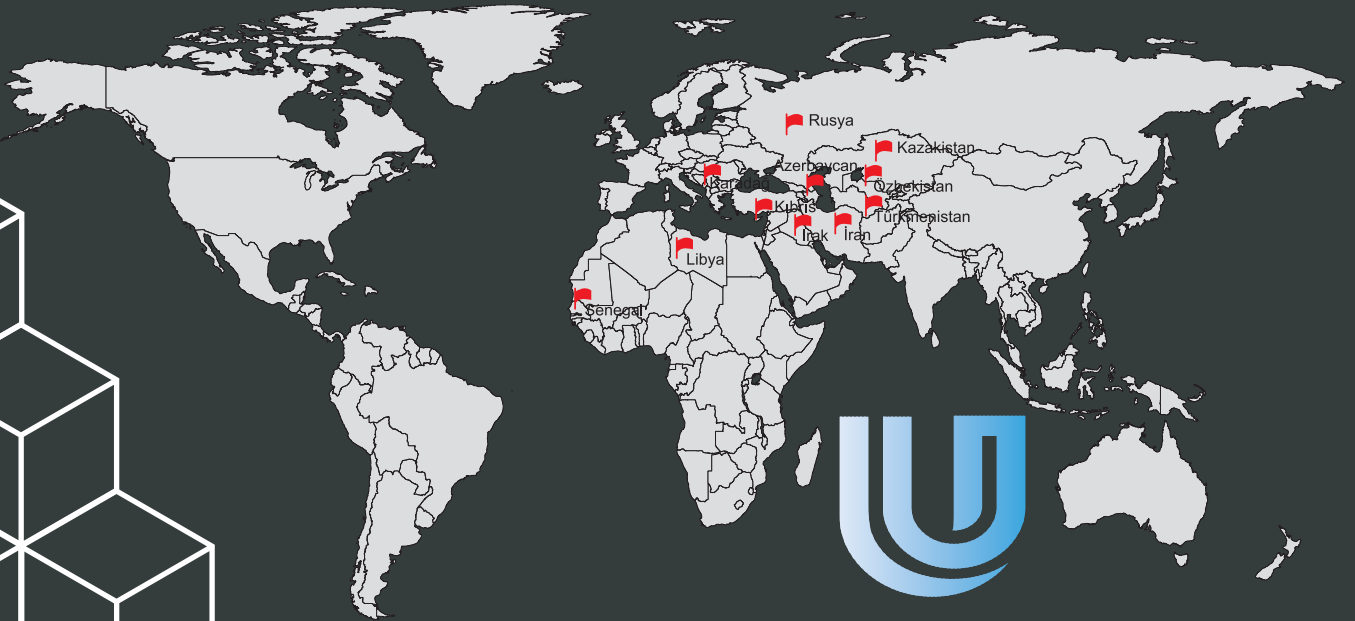 Rusya
Kazakistan
Azerbaycan
Karadağ
Özbekistan
Kıbrıs
Türkmenistan
Irak
İran
Libya
Senegal